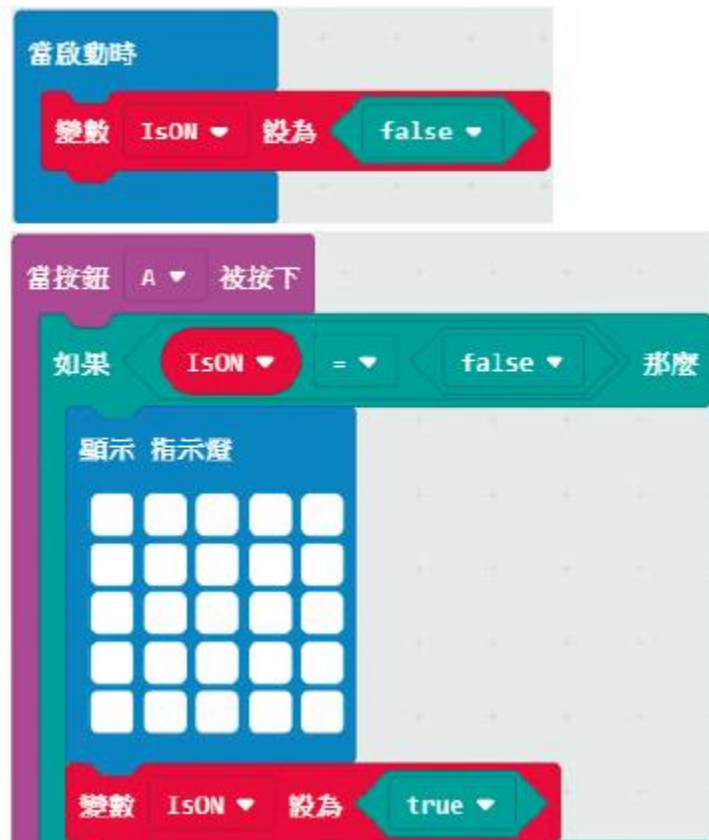 當啟動時
變數 IsON 設為 false
當按鈕 A 被按下
如果 IsON = false 那麼
顯示 指示燈
變數 IsON 設為 true